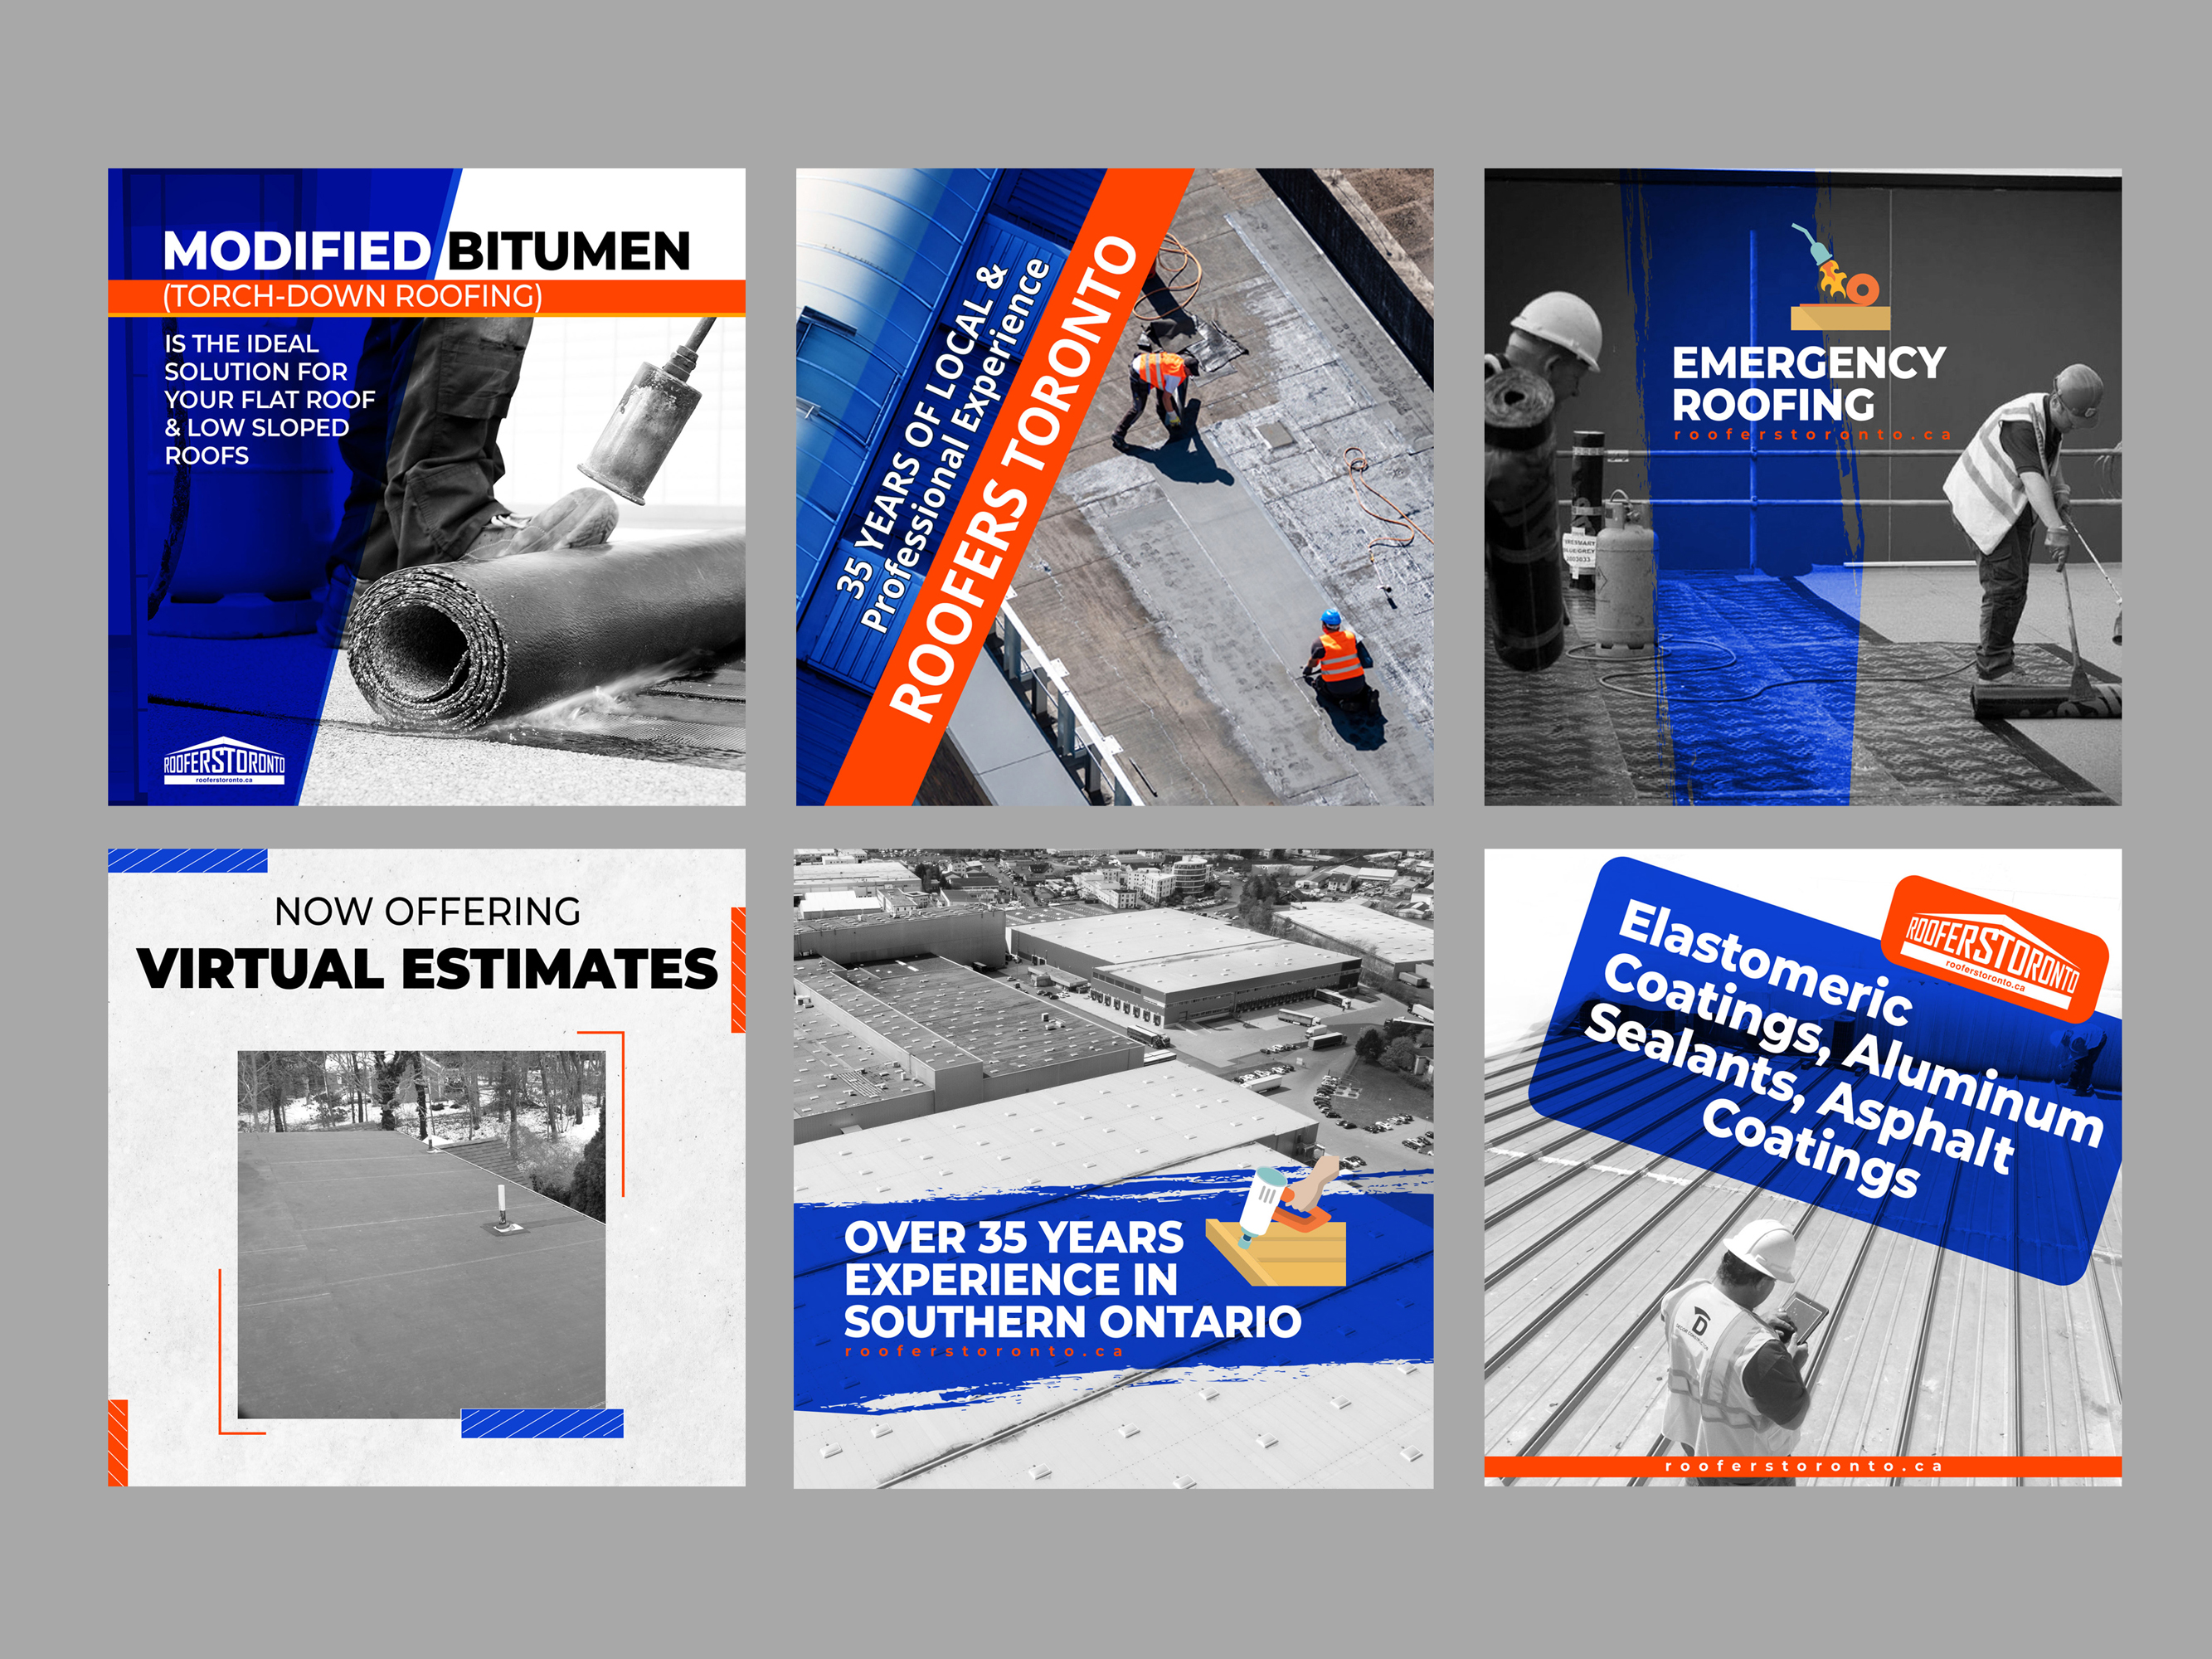 MODIFIED BITUMEN
(TORCH-DOWN ROOFING)
IS THE IDEAL
SOLUTION FOR
YOUR FLAT ROOF
& LOW SLOPED
ROOFS
ROOFERSTORONTO
rooferstoronto.ca
35 YEARS OF LOCAL &
Professional Experience
ROOFERS TORONTO
EMERGENCY
ROOFING
rooferstoronto.ca
NOW OFFERING
VIRTUAL ESTIMATES
OVER 35 YEARS
EXPERIENCE IN
SOUTHERN ONTARIO
rooferstoronto.ca
ROOFERSTORONTO
rooferstoronto.ca
Elastomeric
Coatings, Aluminum
Sealants, Asphalt
Coatings
D
rooferstoronto.ca